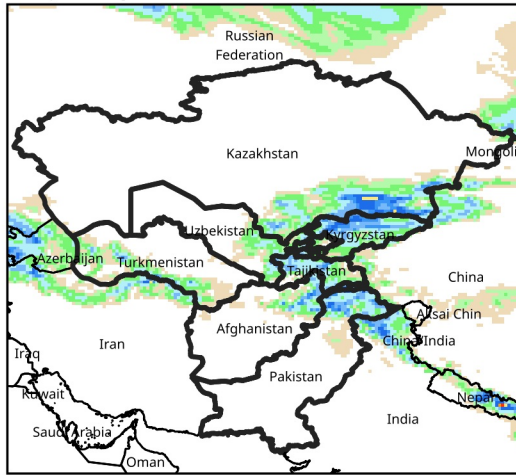 Russian
Federation
Kazakhstan
Mongoli
Uzbekistan
Kyrgyzstan
Azerbaijan
Turkmenistan
Tajikistan
China
Aksai Chin
Afghanistan
China/India
Iran
Iraq
Pakistan
Kuwait
Nepal
India
Saudi Arabia
Oman